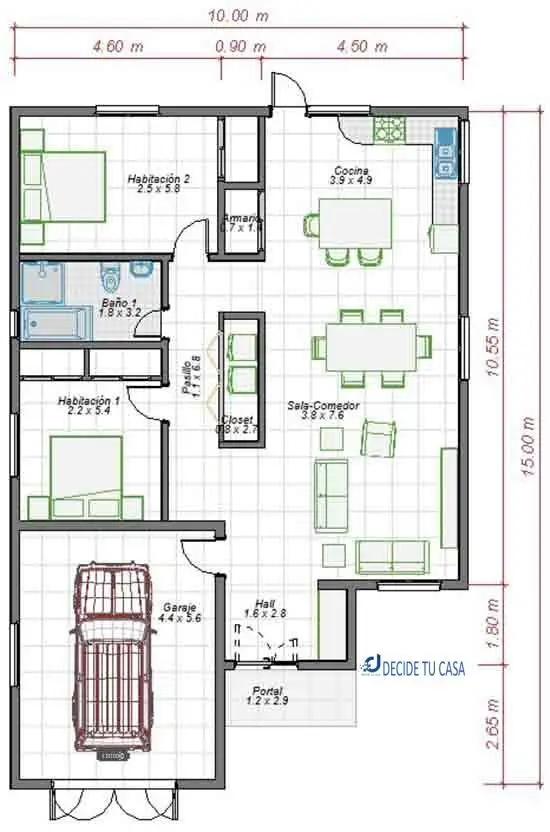 10.00 m
4.60 m
0.90 m
4.50 m
Habitación 2
2.5 x 5.8
Cocina
3.9 x 4.9
Armario
0.7 x 1.4
Baño 1
1.8 x 3.2
Pasillo
1.1 x 6.8
Habitación 1
2.2 x 5.4
Closet
0.8 x 2.7
Sala-Comedor
3.8 x 7.6
10.55 m
15.00 m
Garaje
4.4 x 5.6
Hall
1.6 x 2.8
1.80 m
DECIDE TU CASA
Portal
1.2 x 2.9
2.65 m